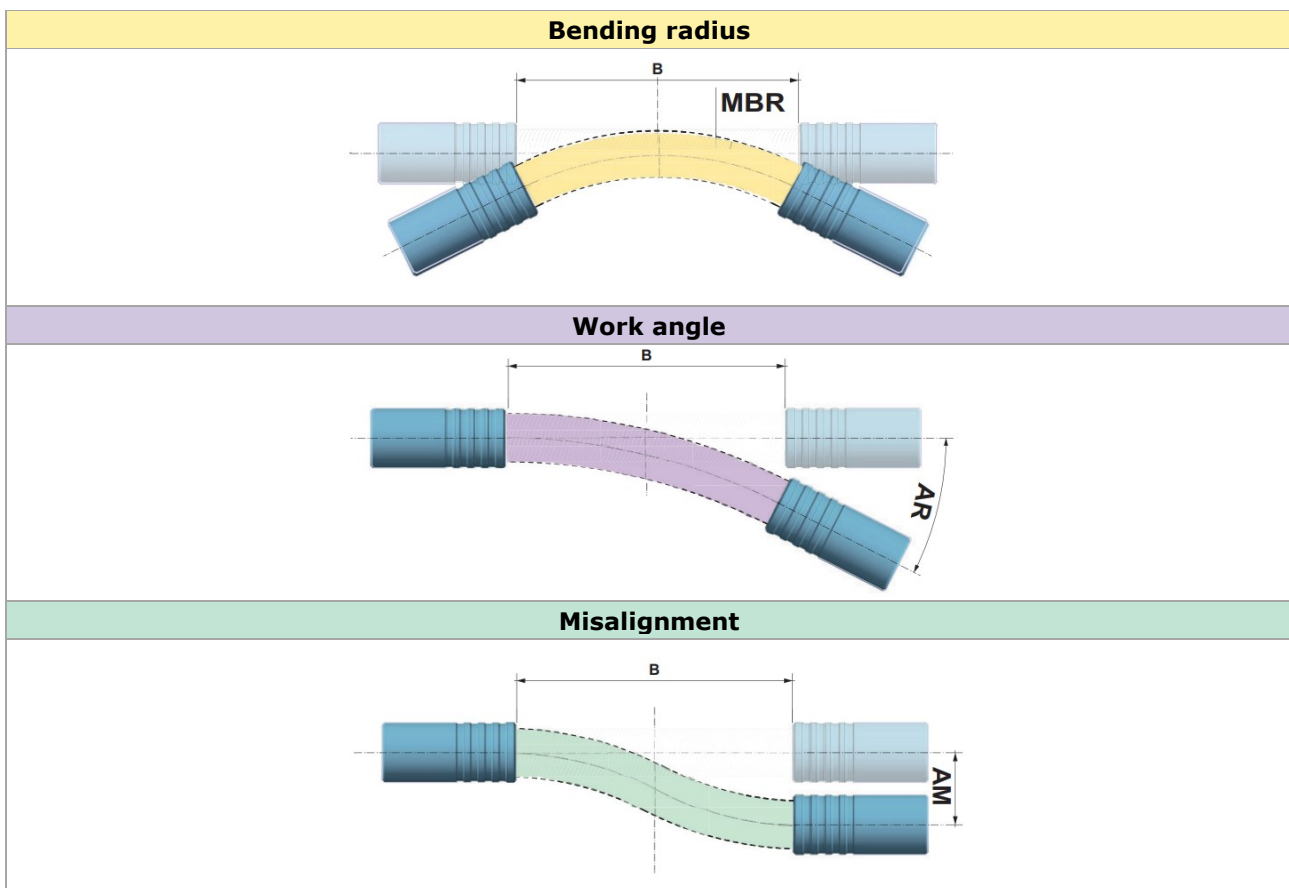 Bending radius
B
MBR
Work angle
B
AR
Misalignment
B
AM